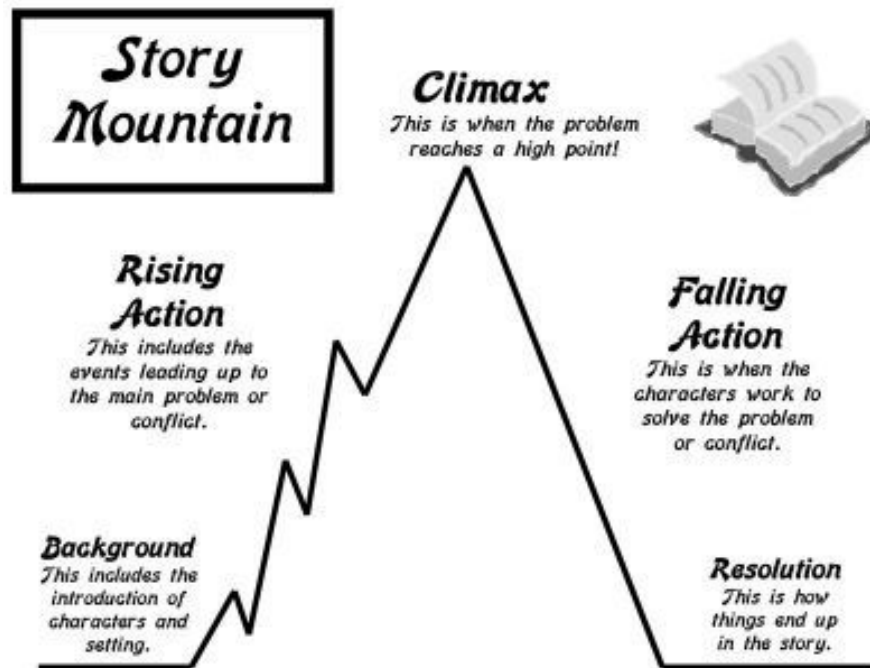 Story
Mountain
Climax
This is when the problem
reaches a high point!
Rising
Action
This includes the
events leading up to
the main problem or
conflict.
Falling
Action
This is when the
characters work to
solve the problem
or conflict.
Background
This includes the
introduction of
characters and
setting.
Resolution
This is how
things end up
in the story.